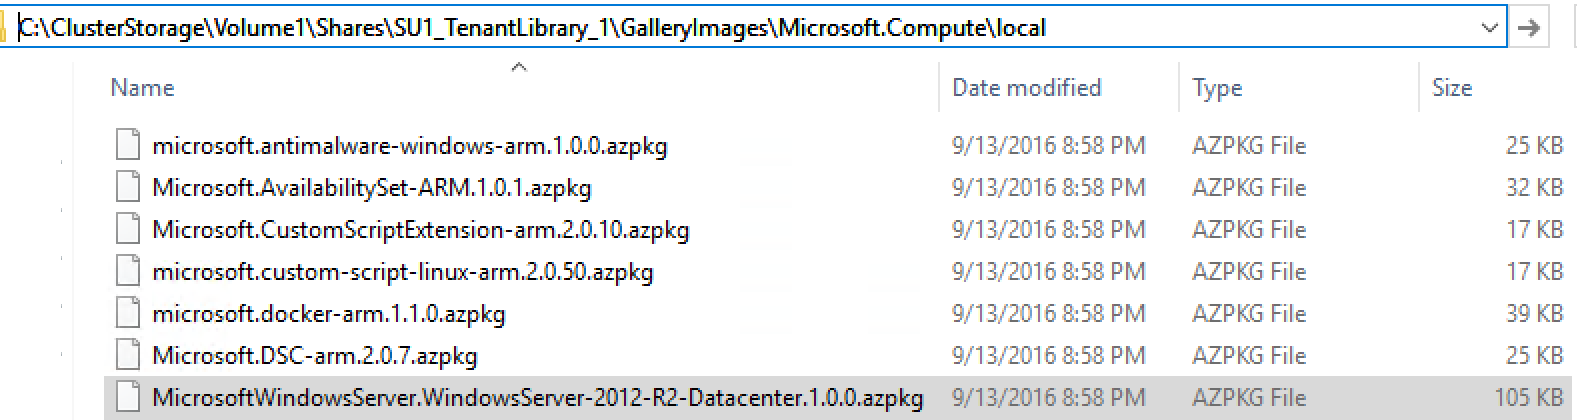 C:\ClusterStorage\Volume1\Shares\SU1_TenantLibrary_1\GalleryImages\Microsoft.Compute\local
Name Date modified Type Size
microsoft.antimalware-windows-arm.1.0.0.azpkg 9/13/2016 8:58 PM AZPKG File 25 KB
Microsoft.AvailabilitySet-ARM.1.0.1.azpkg 9/13/2016 8:58 PM AZPKG File 32 KB
Microsoft.CustomScriptExtension-arm.2.0.10.azpkg 9/13/2016 8:58 PM AZPKG File 17 KB
microsoft.custom-script-linux-arm.2.0.50.azpkg 9/13/2016 8:58 PM AZPKG File 17 KB
microsoft.docker-arm.1.1.0.azpkg 9/13/2016 8:58 PM AZPKG File 39 KB
Microsoft.DSC-arm.2.0.7.azpkg 9/13/2016 8:58 PM AZPKG File 25 KB
MicrosoftWindowsServer.WindowsServer-2012-R2-Datacenter.1.0.0.azpkg 9/13/2016 8:58 PM AZPKG File 105 KB